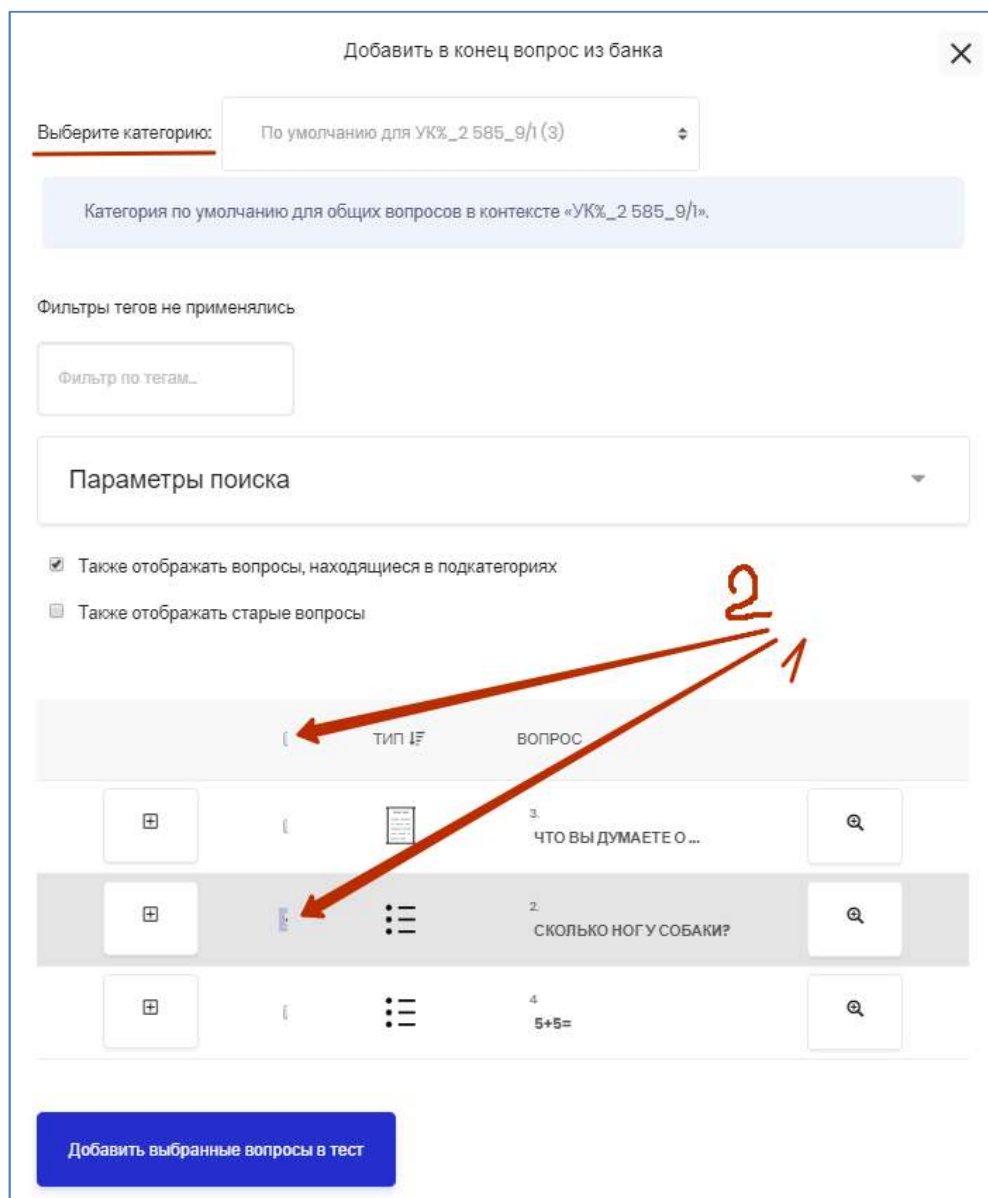 Добавить в конец вопрос из банка
Выберите категорию: По умолчанию для УК%_2 585_9/1 (3)
Категория по умолчанию для общих вопросов в контексте «УК%_2 585_9/1».
Фильтры тегов не применялись
Фильтр по тегам...
Параметры поиска
Также отображать вопросы, находящиеся в подкатегориях
Также отображать старые вопросы
2
1
ТИП ВОПРОС
3.
ЧТО ВЫ ДУМАЕТЕ О ...
2.
СКОЛЬКО НОГ У СОБАКИ?
4
5+5=
Добавить выбранные вопросы в тест